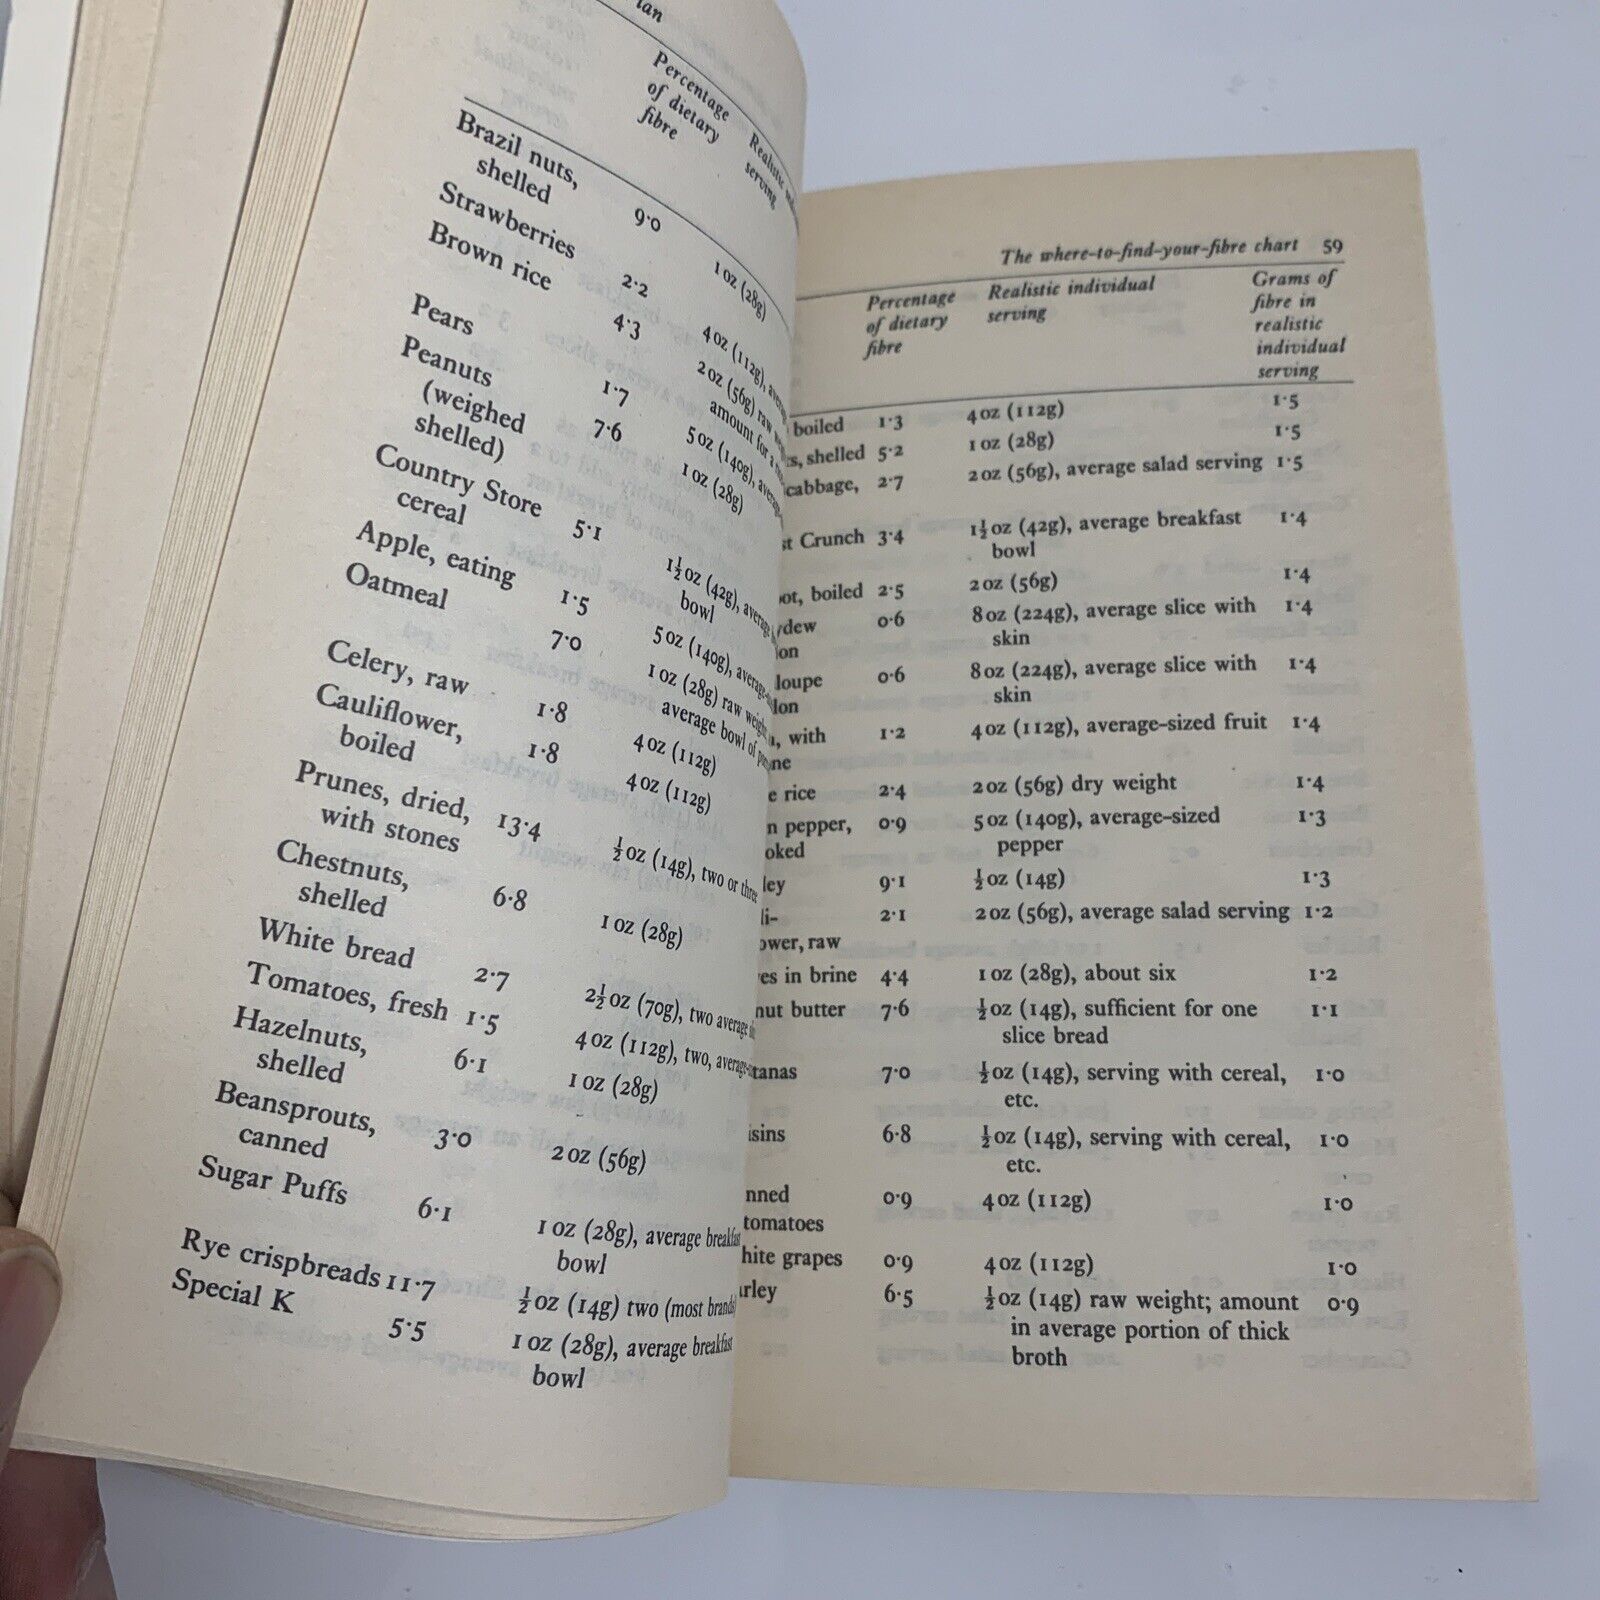 Percentage
of dietary
fibre
Realistic
serving
Brazil nuts,
shelled 9·0 1 oz (28g)
Strawberries 2·2 4 oz (112g),
Brown rice 4·3 2 oz (56g) raw
amount for a
Pears 1·7 5 oz (140g),
Peanuts 7·6 1 oz (28g)
(weighed
shelled)
Country Store 5·1 1½ oz (42g), average
cereal bowl
Apple, eating 1·5 5 oz (140g),
Oatmeal 7·0 1 oz (28g) raw weight,
average bowl of
Celery, raw 1·8 4 oz (112g)
Cauliflower, 1·8 4 oz (112g)
boiled
Prunes, dried, 13·4 ½ oz (14g), two or three
with stones
Chestnuts, 6·8 1 oz (28g)
shelled
White bread 2·7 2½ oz (70g), two average
Tomatoes, fresh 1·5 4 oz (112g), two,
Hazelnuts, 6·1 1 oz (28g)
shelled
Beansprouts, 3·0 2 oz (56g)
canned
Sugar Puffs 6·1 1 oz (28g), average breakfast
bowl
Rye crispbreads 11·7 ½ oz (14g) two (most brands)
Special K 5·5 1 oz (28g), average breakfast
bowl
The where-to-find-your-fibre chart 59
Percentage
of dietary
fibre
Realistic individual
serving
Grams of
fibre in
realistic
individual
serving
boiled 1·3 4 oz (112g) 1·5
shelled 5·2 1 oz (28g) 1·5
cabbage, 2·7 2 oz (56g), average salad serving 1·5
Crunch 3·4 1½ oz (42g), average breakfast 1·4
bowl
boiled 2·5 2 oz (56g) 1·4
0·6 8 oz (224g), average slice with 1·4
skin
0·6 8 oz (224g), average slice with 1·4
skin
with 1·2 4 oz (112g), average-sized fruit 1·4
rice 2·4 2 oz (56g) dry weight 1·4
pepper, 0·9 5 oz (140g), average-sized 1·3
pepper
9·1 ½ oz (14g) 1·3
2·1 2 oz (56g), average salad serving 1·2
raw
in brine 4·4 1 oz (28g), about six 1·2
butter 7·6 ½ oz (14g), sufficient for one 1·1
slice bread
7·0 ½ oz (14g), serving with cereal, 1·0
etc.
6·8 ½ oz (14g), serving with cereal, 1·0
etc.
0·9 4 oz (112g) 1·0
tomatoes
grapes 0·9 4 oz (112g) 1·0
6·5 ½ oz (14g) raw weight; amount 0·9
in average portion of thick
broth